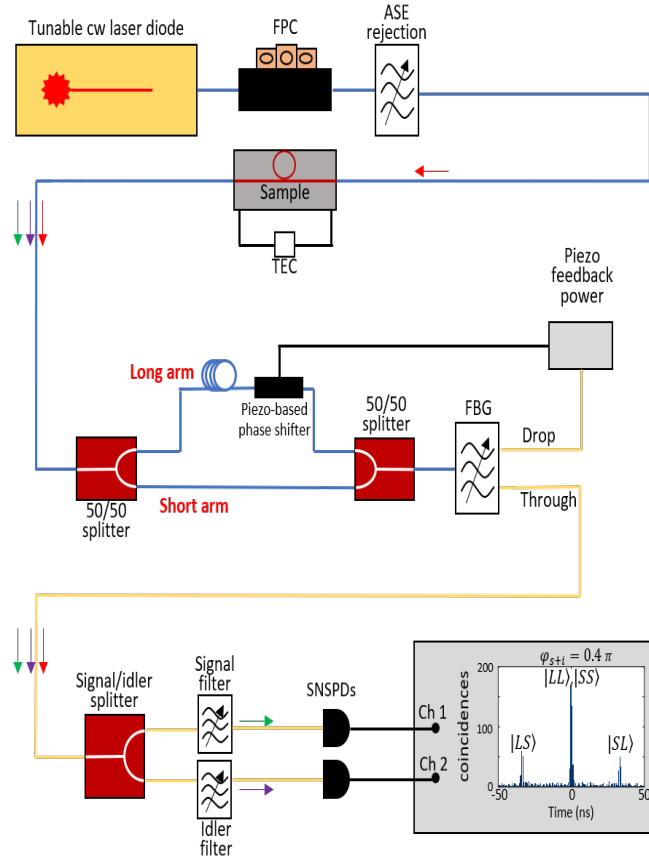 Tunable cw laser diode
FPC
ASE
rejection
Sample
TEC
Piezo
feedback
power
Long arm
Piezo-based
phase shifter
50/50
splitter
FBG
Drop
Through
Short arm
50/50
splitter
Signal/idler
splitter
Signal
filter
SNSPDs
Idler
filter
Ch 1
Ch 2
φₛ₊ᵢ = 0.4 π
|LL⟩,|SS⟩
|LS⟩
|SL⟩
coincidences
200
100
0
-50
0
50
Time (ns)